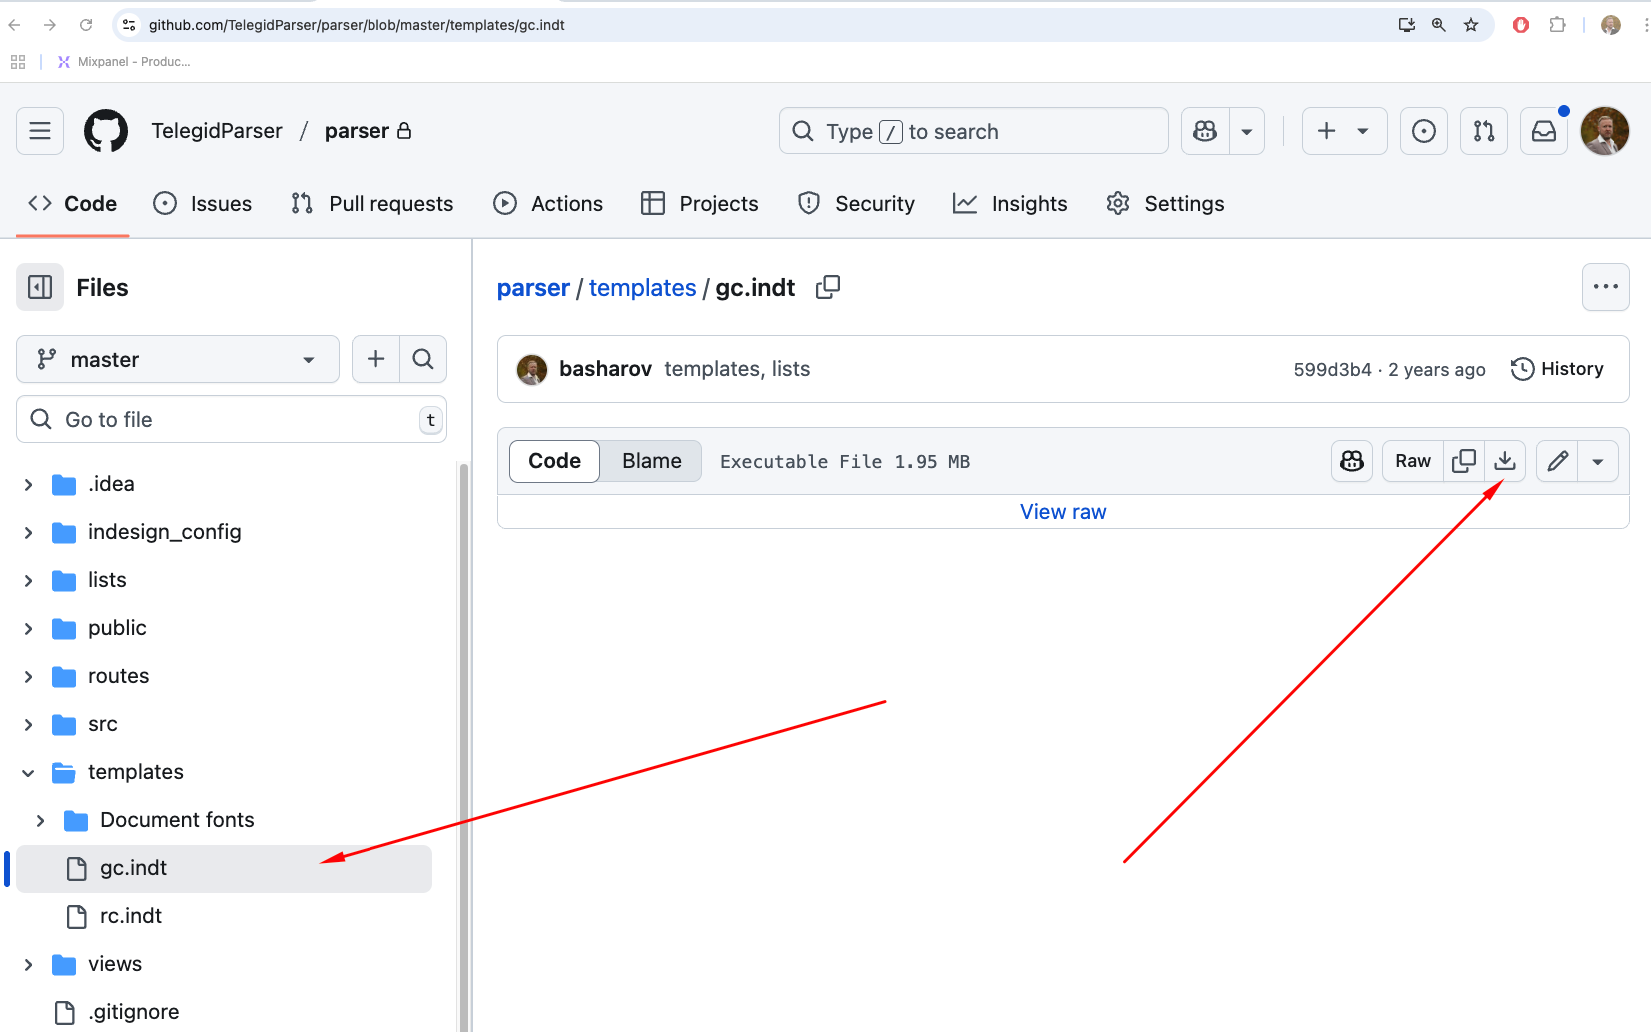 github.com/TelegidParser/parser/blob/master/templates/gc.indt
Mixpanel - Produc...
TelegidParser / parser
Type / to search
Code
Issues
Pull requests
Actions
Projects
Security
Insights
Settings
Files
master
Go to file
t
.idea
indesign_config
lists
public
routes
src
templates
Document fonts
gc.indt
rc.indt
views
.gitignore
parser / templates / gc.indt
basharov templates, lists
599d3b4 · 2 years ago
History
Code
Blame
Executable File 1.95 MB
Raw
View raw